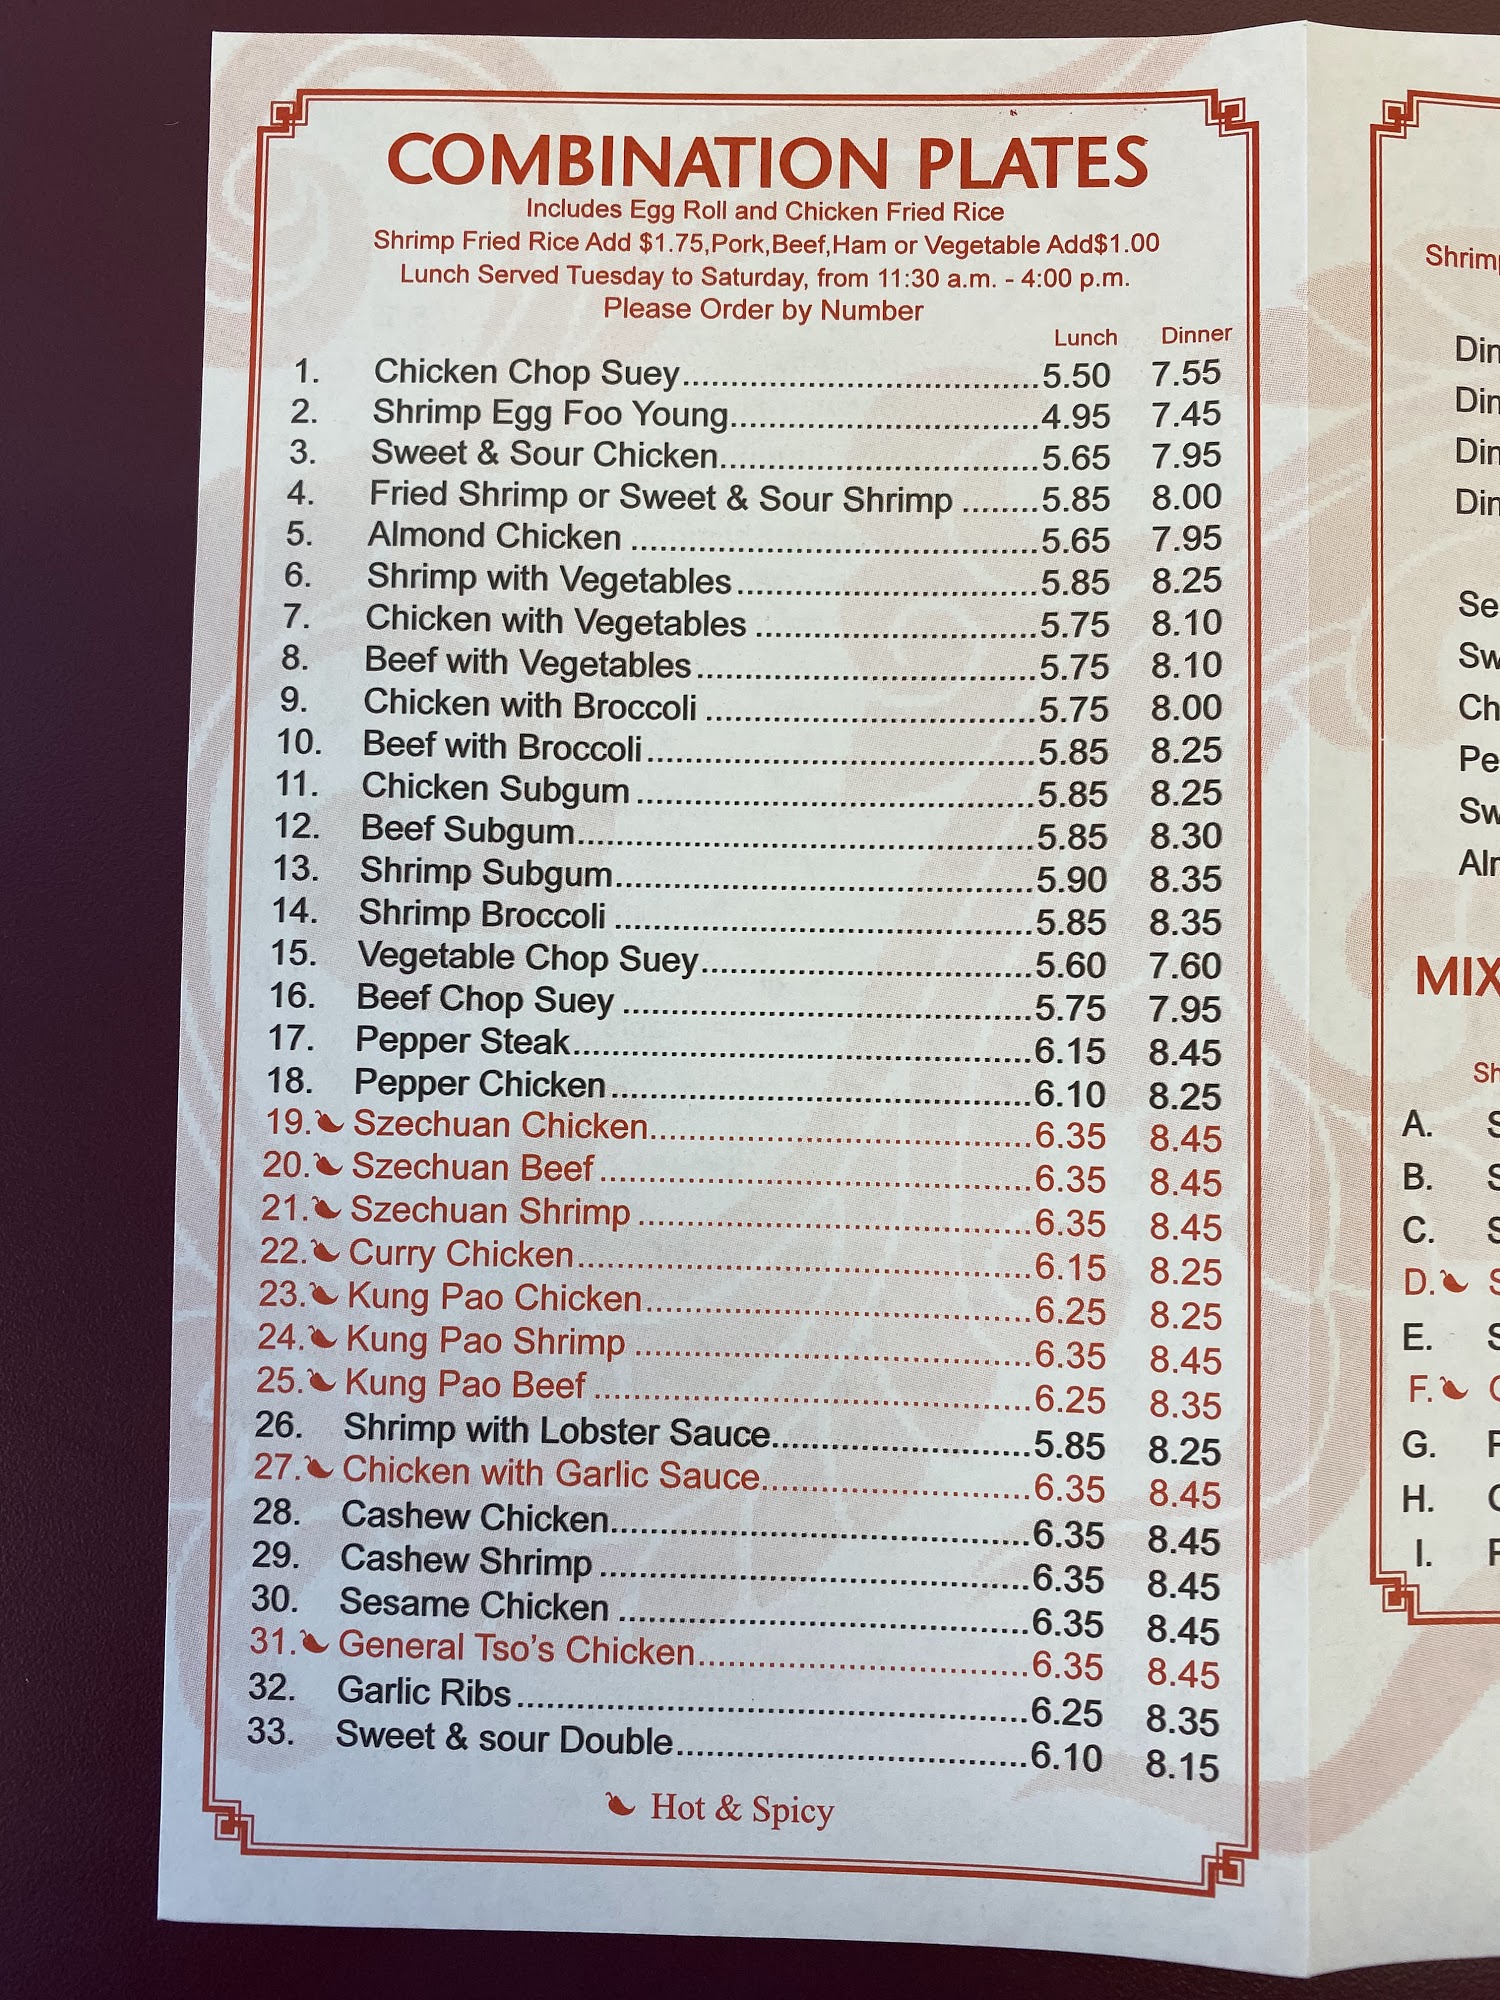 COMBINATION PLATES
Includes Egg Roll and Chicken Fried Rice
Shrimp Fried Rice Add $1.75,Pork,Beef,Ham or Vegetable Add$1.00
Lunch Served Tuesday to Saturday, from 11:30 a.m. - 4:00 p.m.
Please Order by Number
Lunch Dinner
1. Chicken Chop Suey 5.50 7.55
2. Shrimp Egg Foo Young 4.95 7.45
3. Sweet & Sour Chicken 5.65 7.95
4. Fried Shrimp or Sweet & Sour Shrimp 5.85 8.00
5. Almond Chicken 5.65 7.95
6. Shrimp with Vegetables 5.85 8.25
7. Chicken with Vegetables 5.75 8.10
8. Beef with Vegetables 5.75 8.10
9. Chicken with Broccoli 5.75 8.00
10. Beef with Broccoli 5.85 8.25
11. Chicken Subgum 5.85 8.25
12. Beef Subgum 5.85 8.30
13. Shrimp Subgum 5.90 8.35
14. Shrimp Broccoli 5.85 8.35
15. Vegetable Chop Suey 5.60 7.60
16. Beef Chop Suey 5.75 7.95
17. Pepper Steak 6.15 8.45
18. Pepper Chicken 6.10 8.25
19. Szechuan Chicken 6.35 8.45
20. Szechuan Beef 6.35 8.45
21. Szechuan Shrimp 6.35 8.45
22. Curry Chicken 6.15 8.25
23. Kung Pao Chicken 6.25 8.25
24. Kung Pao Shrimp 6.35 8.45
25. Kung Pao Beef 6.25 8.35
26. Shrimp with Lobster Sauce 5.85 8.25
27. Chicken with Garlic Sauce 6.35 8.45
28. Cashew Chicken 6.35 8.45
29. Cashew Shrimp 6.35 8.45
30. Sesame Chicken 6.35 8.45
31. General Tso's Chicken 6.35 8.45
32. Garlic Ribs 6.25 8.35
33. Sweet & sour Double 6.10 8.15
Hot & Spicy
A.
B.
C.
D.
E.
F.
G.
H.
I.